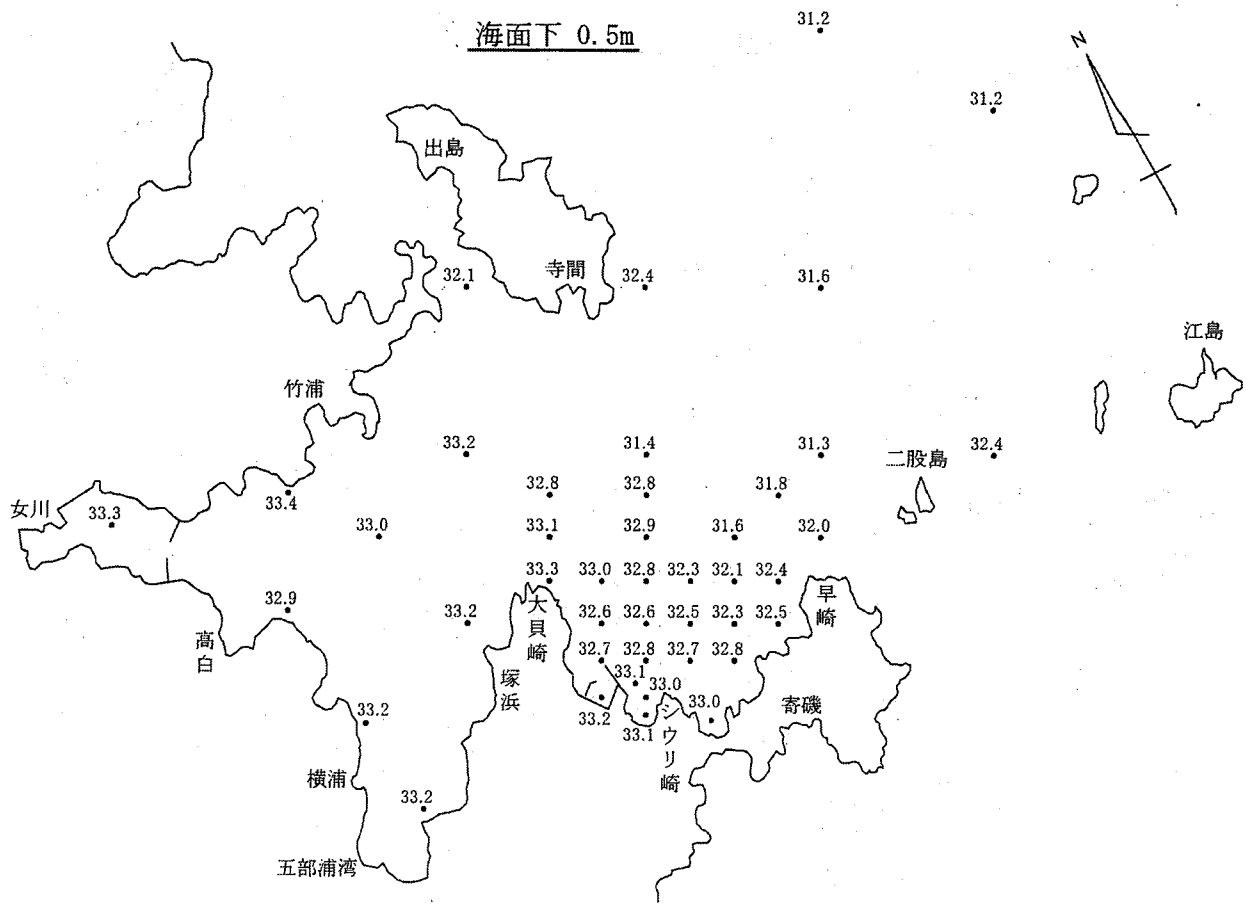 海面下 0.5m
31.2
N
31.2
出島
寺間
32.1
32.4
31.6
江島
竹浦
33.2
31.4
31.3
二股島
32.4
32.8
32.8
31.8
女川
33.3
33.4
33.0
33.1
32.9
31.6
32.0
33.3
33.0
32.8
32.3
32.1
32.4
早崎
32.9
33.2
大貝崎
32.6
32.6
32.5
32.3
32.5
高白
塚浜
32.7
32.8
32.7
32.8
33.1
33.0
33.2
33.2
33.1
シウリ崎
33.0
寄磯
横浦
33.2
五部浦湾